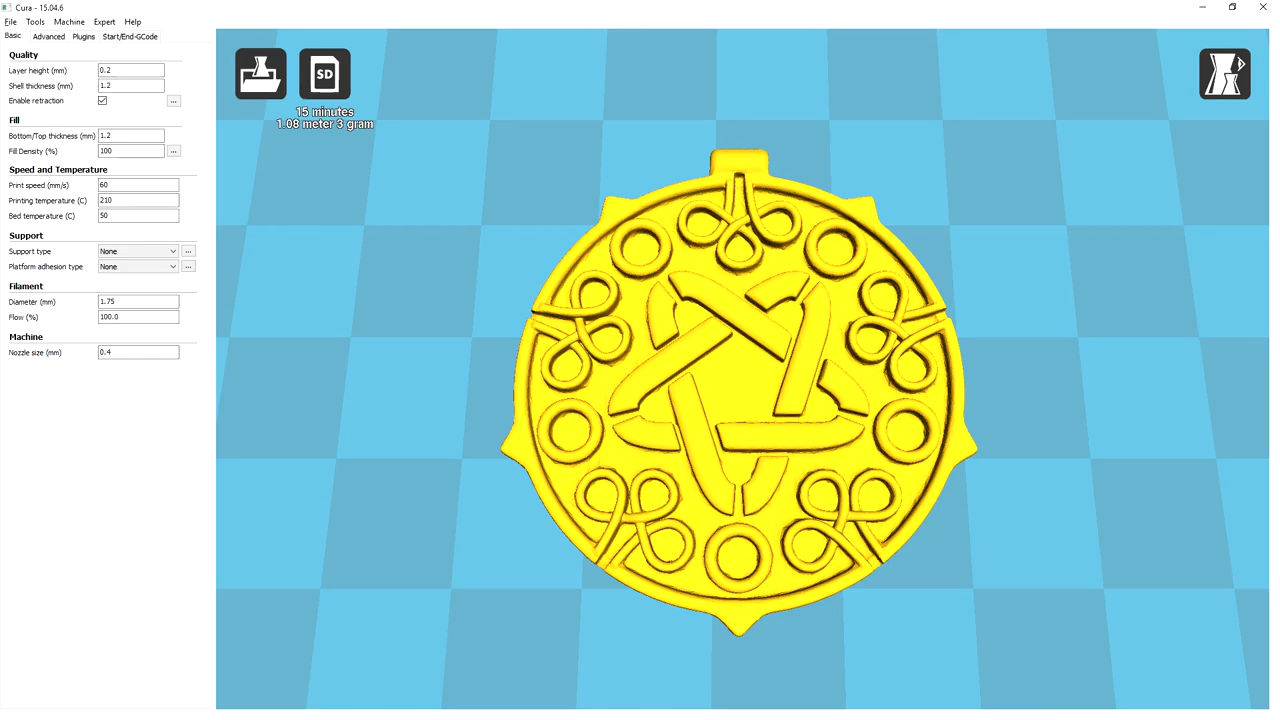 Cura - 15.04.6
File Tools Machine Expert Help
Basic Advanced Plugins Start/End-GCode
Quality
Layer height (mm) 0.2
Shell thickness (mm) 1.2
Enable retraction ...
Fill
Bottom/Top thickness (mm) 1.2
Fill Density (%) 100 ...
Speed and Temperature
Print speed (mm/s) 60
Printing temperature (C) 210
Bed temperature (C) 50
Support
Support type None ...
Platform adhesion type None ...
Filament
Diameter (mm) 1.75
Flow (%) 100.0
Machine
Nozzle size (mm) 0.4
SD
15 minutes
1.08 meter 3 gram